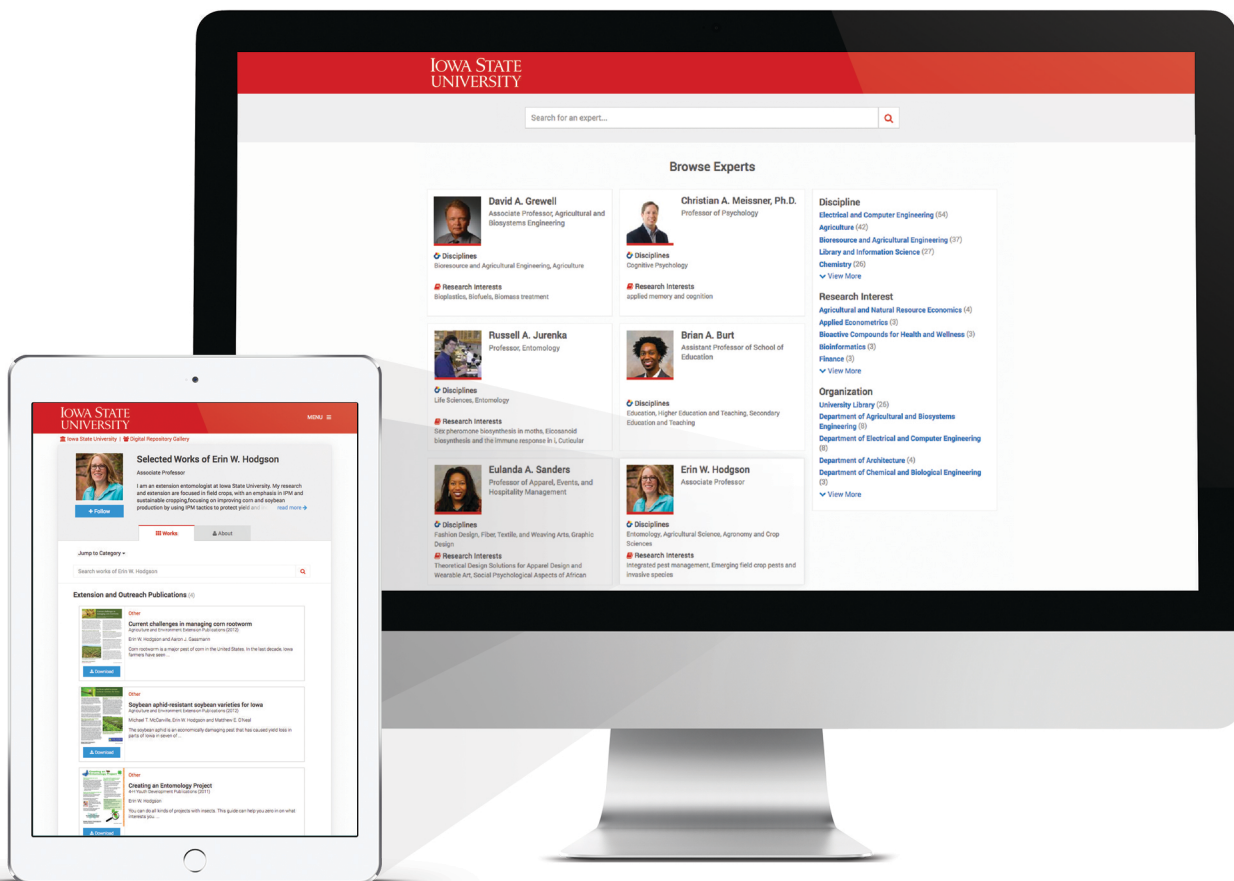 IOWA STATE
UNIVERSITY
Search for an expert...
Browse Experts
David A. Grewell
Associate Professor, Agricultural and
Biosystems Engineering
Disciplines
Bioresource and Agricultural Engineering, Agriculture
Research Interests
Bioplastics, Biofuels, Biomass treatment
Christian A. Meissner, Ph.D.
Professor of Psychology
Disciplines
Cognitive Psychology
Research Interests
applied memory and cognition
Russell A. Jurenka
Professor, Entomology
Disciplines
Life Sciences, Entomology
Research Interests
Sex pheromone biosynthesis in moths, Eicosanoid
biosynthesis and the immune response in i, Cuticular
Brian A. Burt
Assistant Professor of School of
Education
Disciplines
Education, Higher Education and Teaching, Secondary
Education and Teaching
Eulanda A. Sanders
Professor of Apparel, Events, and
Hospitality Management
Disciplines
Fashion Design, Fiber, Textile, and Weaving Arts, Graphic
Design
Research Interests
Theoretical Design Solutions for Apparel Design and
Wearable Art, Social Psychological Aspects of African
Erin W. Hodgson
Associate Professor
Disciplines
Entomology, Agricultural Science, Agronomy and Crop
Sciences
Research Interests
Integrated pest management, Emerging field crop pests and
invasive species
Discipline
Electrical and Computer Engineering (54)
Agriculture (42)
Bioresource and Agricultural Engineering (37)
Library and Information Science (27)
Chemistry (26)
View More
Research Interest
Agricultural and Natural Resource Economics (4)
Applied Econometrics (3)
Bioactive Compounds for Health and Wellness (3)
Bioinformatics (3)
Finance (3)
View More
Organization
University Library (26)
Department of Agricultural and Biosystems
Engineering (8)
Department of Electrical and Computer Engineering
(8)
Department of Architecture (4)
Department of Chemical and Biological Engineering
(3)
View More
IOWA STATE
UNIVERSITY
MENU
Iowa State University | Digital Repository Gallery
Selected Works of Erin W. Hodgson
Associate Professor
I am an extension entomologist at Iowa State University. My research
and extension are focused in field crops, with an emphasis in IPM and
sustainable cropping,focusing on improving corn and soybean
production by using IPM tactics to protect yield and read more
+ Follow
Works
About
Jump to Category
Search works of Erin W. Hodgson
Extension and Outreach Publications (4)
Other
Current challenges in managing corn rootworm
Agriculture and Environment Extension Publications (2012)
Erin W. Hodgson and Aaron J. Gassmann
Corn rootworm is a major pest of corn in the United States. In the last decade, Iowa
farmers have seen ...
Download
Other
Soybean aphid-resistant soybean varieties for Iowa
Agriculture and Environment Extension Publications (2012)
Michael T. McCarville, Erin W. Hodgson and Matthew E. O'Neal
The soybean aphid is an economically damaging pest that has caused yield loss in
parts of Iowa in seven of ...
Download
Other
Creating an Entomology Project
4-H Youth Development Publications (2011)
Erin W. Hodgson
You can do all kinds of projects with insects. This guide can help you zero in on what
interests you ...
Download